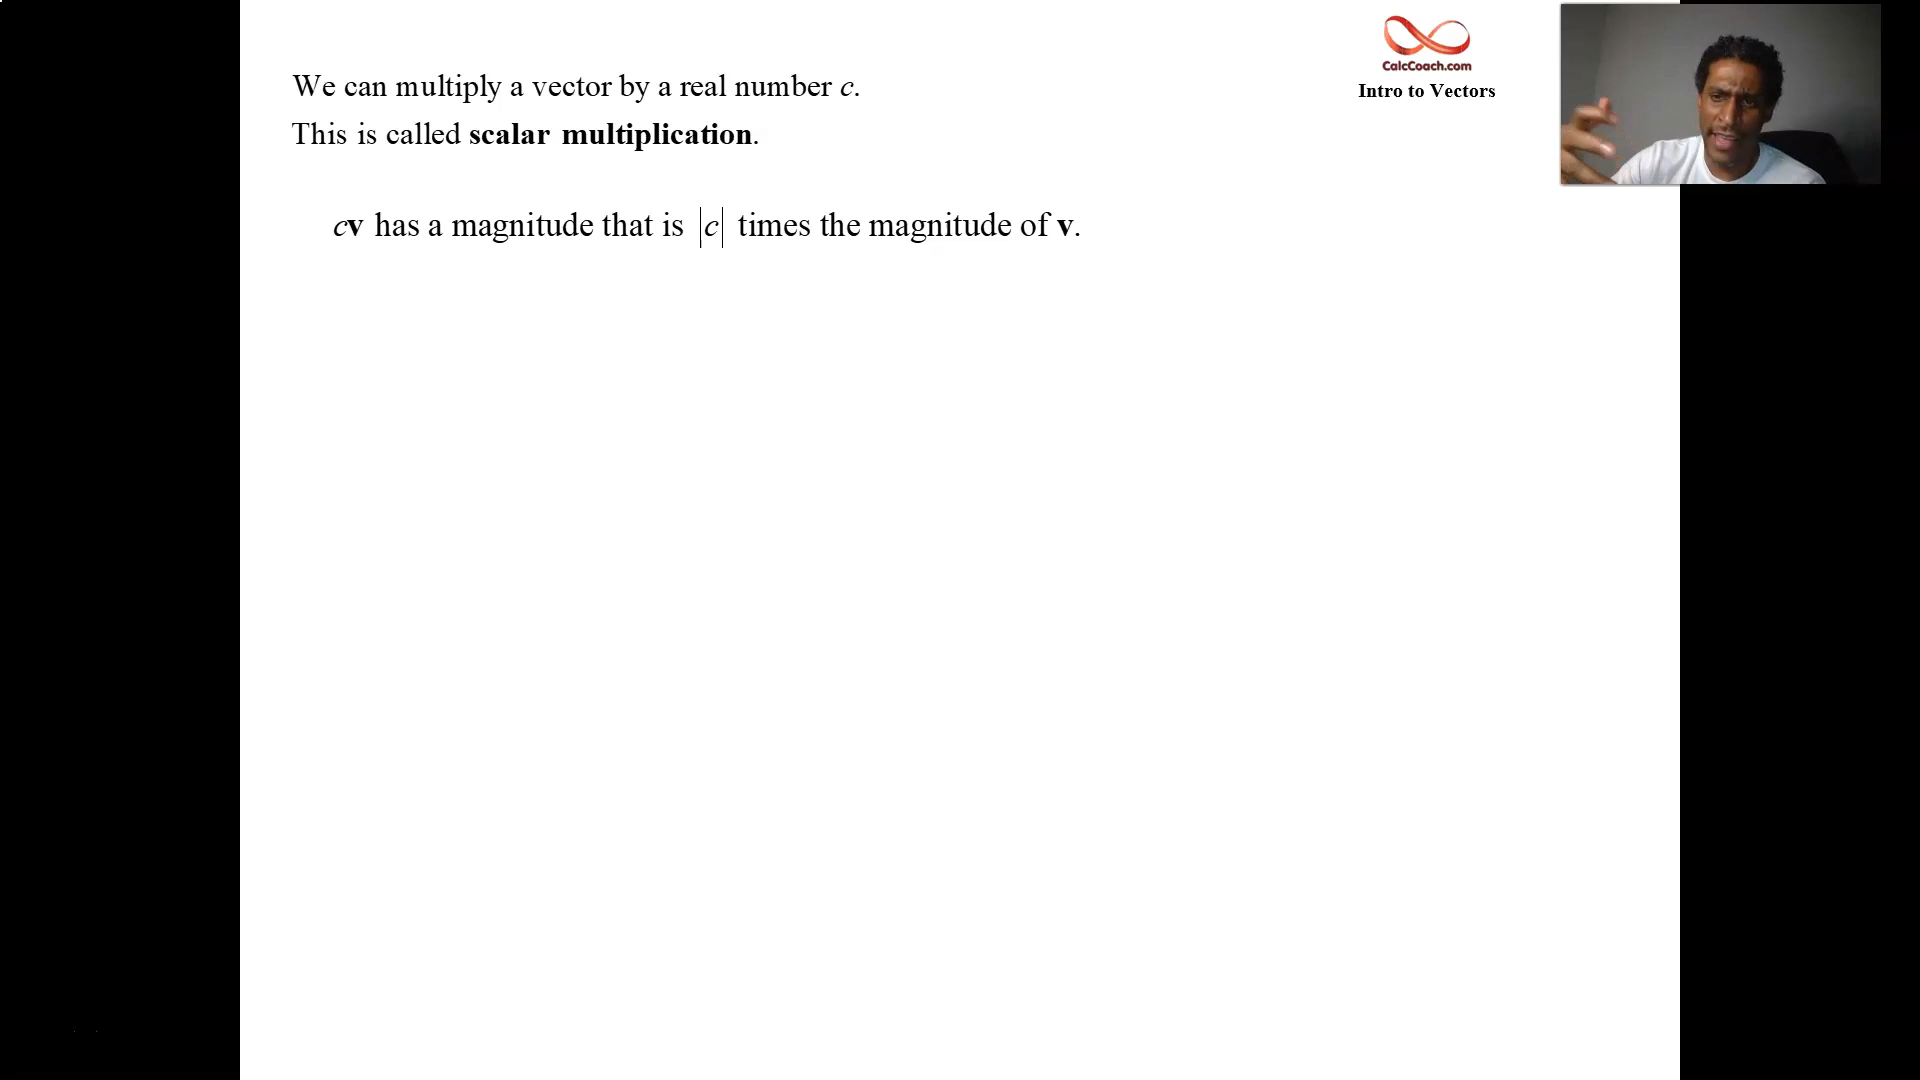 We can multiply a vector by a real number c.
This is called scalar multiplication.
cv has a magnitude that is |c| times the magnitude of v.
CalcCoach.com
Intro to Vectors